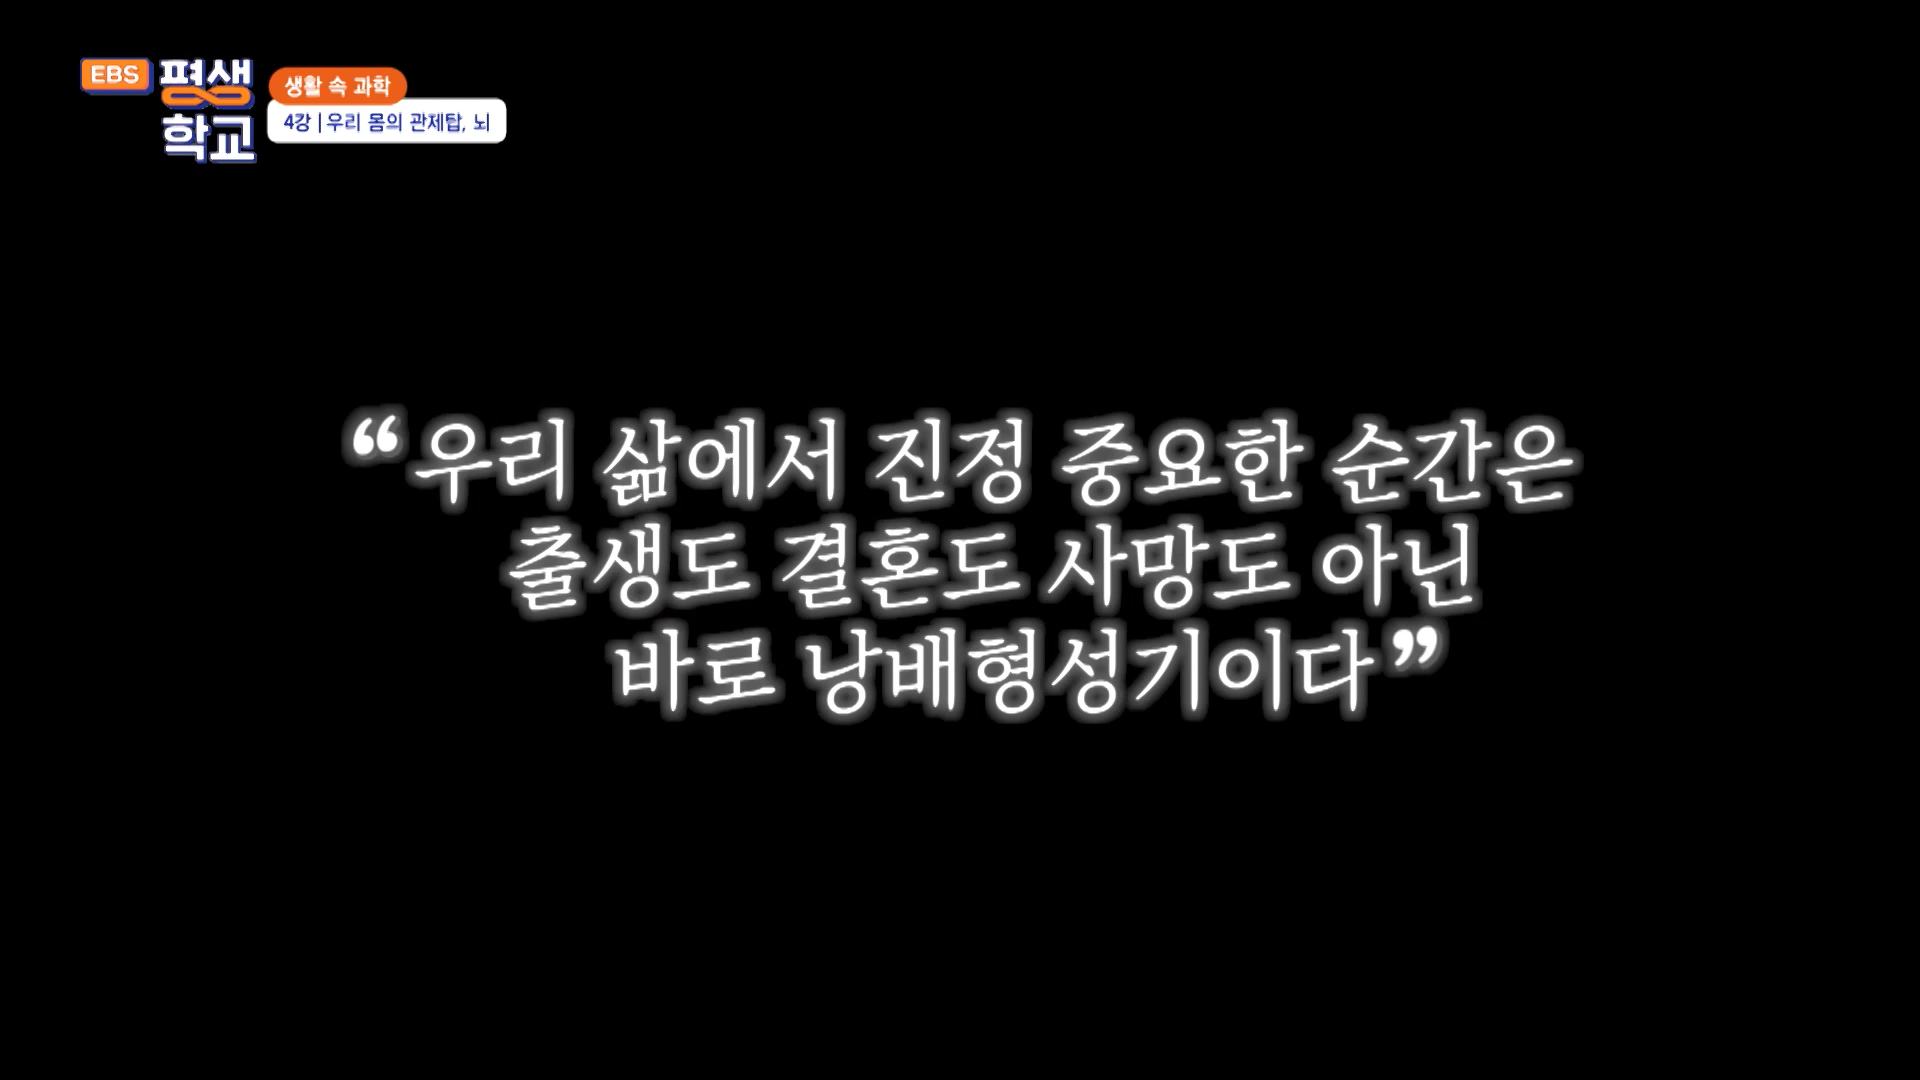 EBS 평생
학교
생활 속 과학
4강 | 우리 몸의 관제탑, 뇌
“우리 삶에서 진정 중요한 순간은
출생도 결혼도 사망도 아닌
바로 낭배형성기이다”